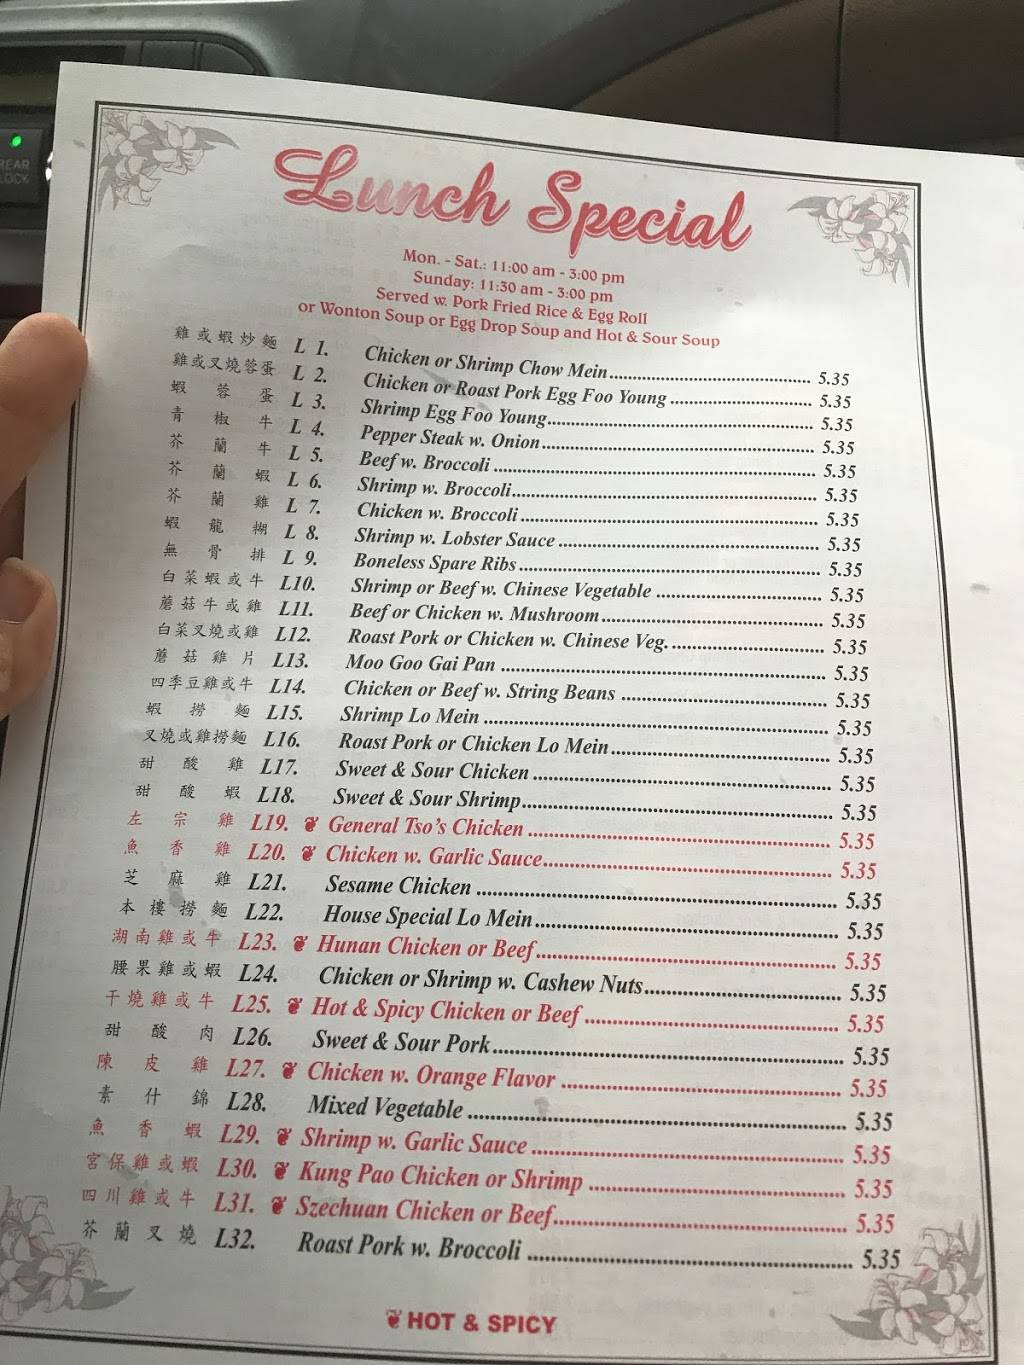 REAR
LOCK
Lunch Special
Mon. - Sat.: 11:00 am - 3:00 pm
Sunday: 11:30 am - 3:00 pm
Served w. Pork Fried Rice & Egg Roll
or Wonton Soup or Egg Drop Soup and Hot & Sour Soup
雞或蝦炒麵 L 1. Chicken or Shrimp Chow Mein 5.35
雞或叉燒蓉蛋 L 2. Chicken or Roast Pork Egg Foo Young 5.35
蝦蓉蛋 L 3. Shrimp Egg Foo Young 5.35
青椒牛 L 4. Pepper Steak w. Onion 5.35
芥蘭牛 L 5. Beef w. Broccoli 5.35
芥蘭蝦 L 6. Shrimp w. Broccoli 5.35
芥蘭雞 L 7. Chicken w. Broccoli 5.35
蝦龍糊 L 8. Shrimp w. Lobster Sauce 5.35
無骨排 L 9. Boneless Spare Ribs 5.35
白菜蝦或牛 L10. Shrimp or Beef w. Chinese Vegetable 5.35
蘑菇牛或雞 L11. Beef or Chicken w. Mushroom 5.35
白菜叉燒或雞 L12. Roast Pork or Chicken w. Chinese Veg. 5.35
蘑菇雞片 L13. Moo Goo Gai Pan 5.35
四季豆雞或牛 L14. Chicken or Beef w. String Beans 5.35
蝦撈麵 L15. Shrimp Lo Mein 5.35
叉燒或雞撈麵 L16. Roast Pork or Chicken Lo Mein 5.35
甜酸雞 L17. Sweet & Sour Chicken 5.35
甜酸蝦 L18. Sweet & Sour Shrimp 5.35
左宗雞 L19. General Tso's Chicken 5.35
魚香雞 L20. Chicken w. Garlic Sauce 5.35
芝麻雞 L21. Sesame Chicken 5.35
本樓撈麵 L22. House Special Lo Mein 5.35
湖南雞或牛 L23. Hunan Chicken or Beef 5.35
腰果雞或蝦 L24. Chicken or Shrimp w. Cashew Nuts 5.35
干燒雞或牛 L25. Hot & Spicy Chicken or Beef 5.35
甜酸肉 L26. Sweet & Sour Pork 5.35
陳皮雞 L27. Chicken w. Orange Flavor 5.35
素什錦 L28. Mixed Vegetable 5.35
魚香蝦 L29. Shrimp w. Garlic Sauce 5.35
宮保雞或蝦 L30. Kung Pao Chicken or Shrimp 5.35
四川雞或牛 L31. Szechuan Chicken or Beef 5.35
芥蘭叉燒 L32. Roast Pork w. Broccoli 5.35
HOT & SPICY